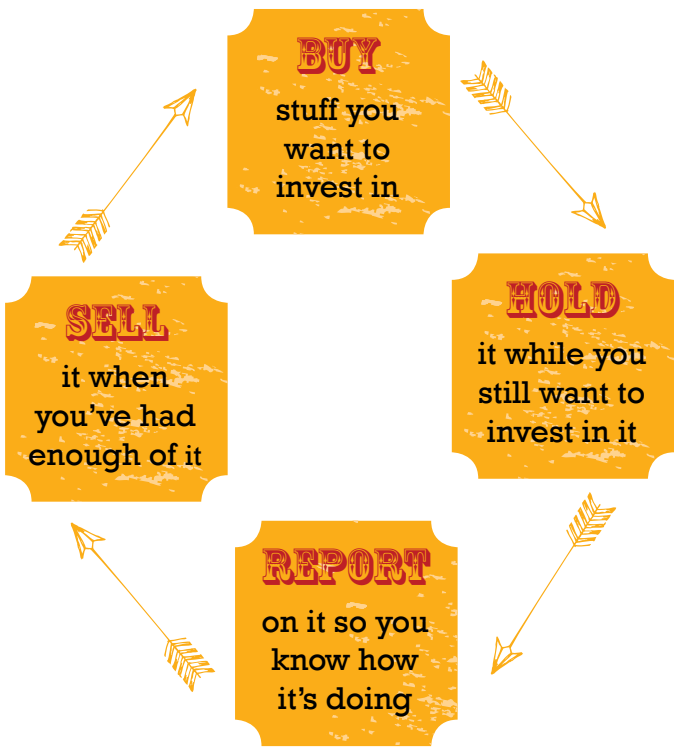 BUY
stuff you
want to
invest in
HOLD
it while you
still want to
invest in it
REPORT
on it so you
know how
it's doing
SELL
it when
you've had
enough of it